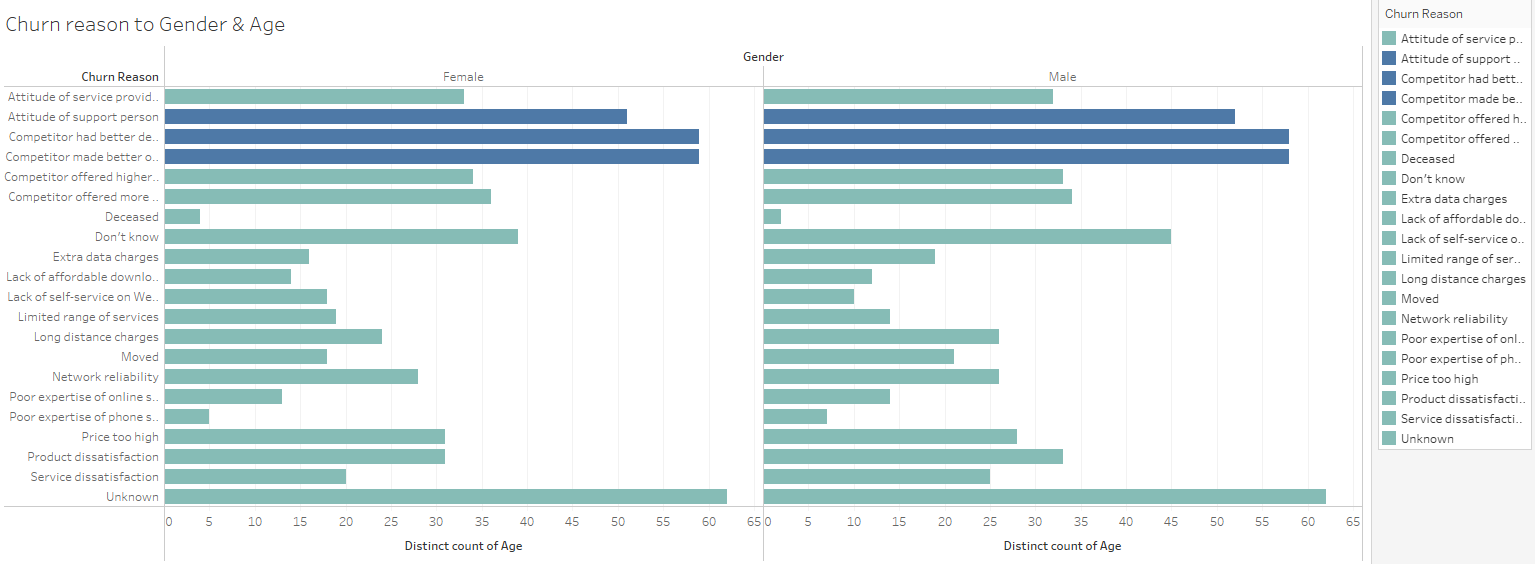 Churn reason to Gender & Age
Gender
Churn Reason
Female
Male
Attitude of service provid..
Attitude of support person
Competitor had better de..
Competitor made better o..
Competitor offered higher..
Competitor offered more ..
Deceased
Don't know
Extra data charges
Lack of affordable downlo..
Lack of self-service on We..
Limited range of services
Long distance charges
Moved
Network reliability
Poor expertise of online s..
Poor expertise of phone s..
Price too high
Product dissatisfaction
Service dissatisfaction
Unknown
0 5 10 15 20 25 30 35 40 45 50 55 60 65
0 5 10 15 20 25 30 35 40 45 50 55 60 65
Distinct count of Age
Distinct count of Age
Churn Reason
Attitude of service p..
Attitude of support ..
Competitor had bett..
Competitor made be..
Competitor offered h..
Competitor offered ..
Deceased
Don't know
Extra data charges
Lack of affordable do..
Lack of self-service o..
Limited range of ser..
Long distance charges
Moved
Network reliability
Poor expertise of onl..
Poor expertise of ph..
Price too high
Product dissatisfacti..
Service dissatisfacti..
Unknown